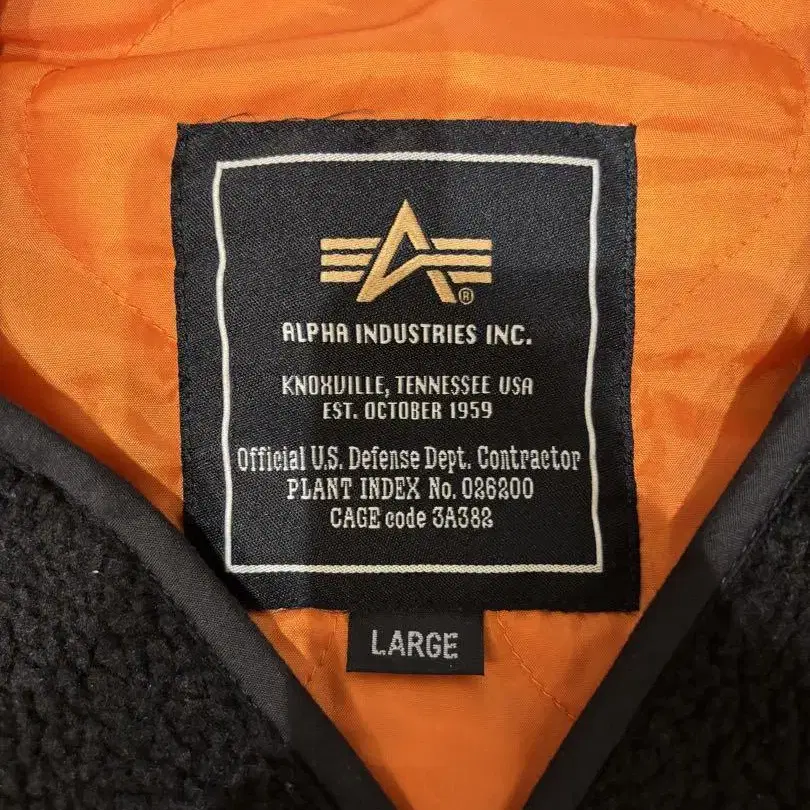 ®
ALPHA INDUSTRIES INC.
KNOXVILLE, TENNESSEE USA
EST. OCTOBER 1959
Official U.S. Defense Dept. Contractor
PLANT INDEX No. 026200
CAGE code 3A382
LARGE